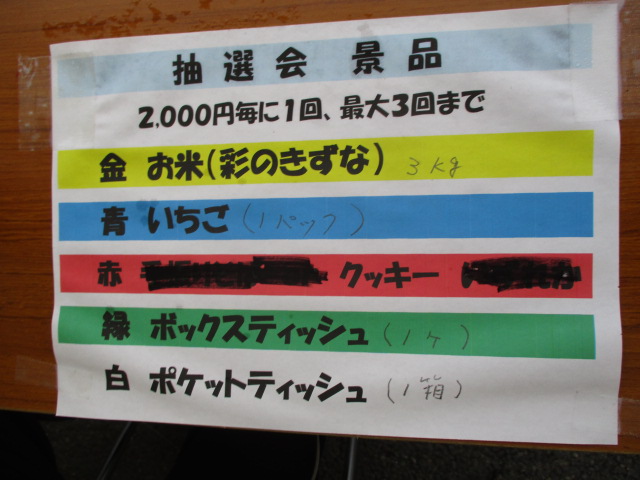 抽選会 景品
2,000円毎に1回、最大3回まで
金 お米(彩のきずな) 3kg
青 いちご (1パック)
赤 クッキー
緑 ボックスティッシュ (1ヶ)
白 ポケットティッシュ (1箱)